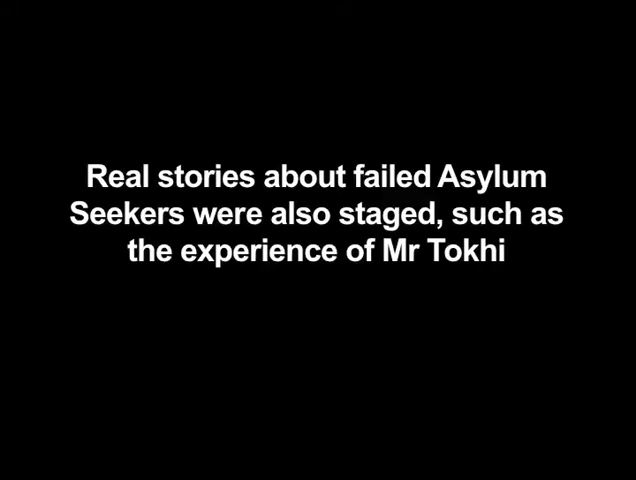 Real stories about failed Asylum
Seekers were also staged, such as
the experience of Mr Tokhi